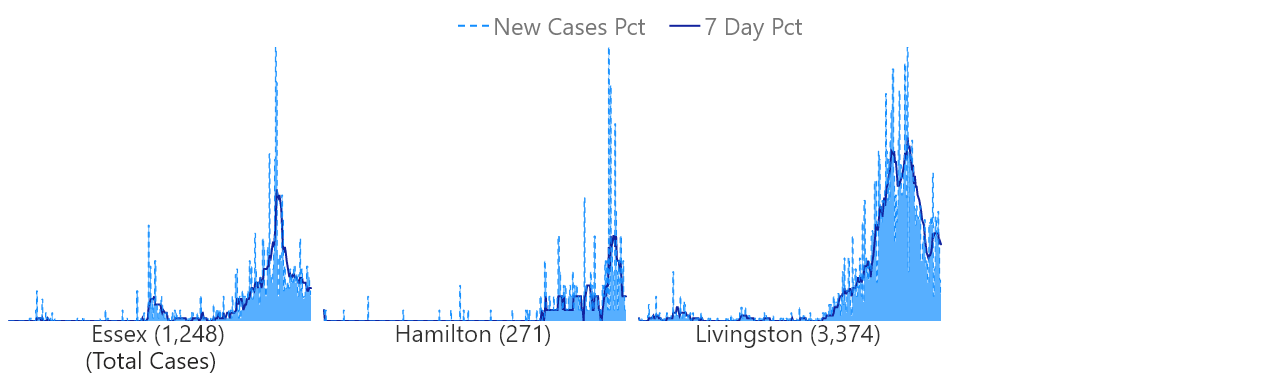 New Cases Pct 7 Day Pct
Essex (1,248) Hamilton (271) Livingston (3,374)
(Total Cases)